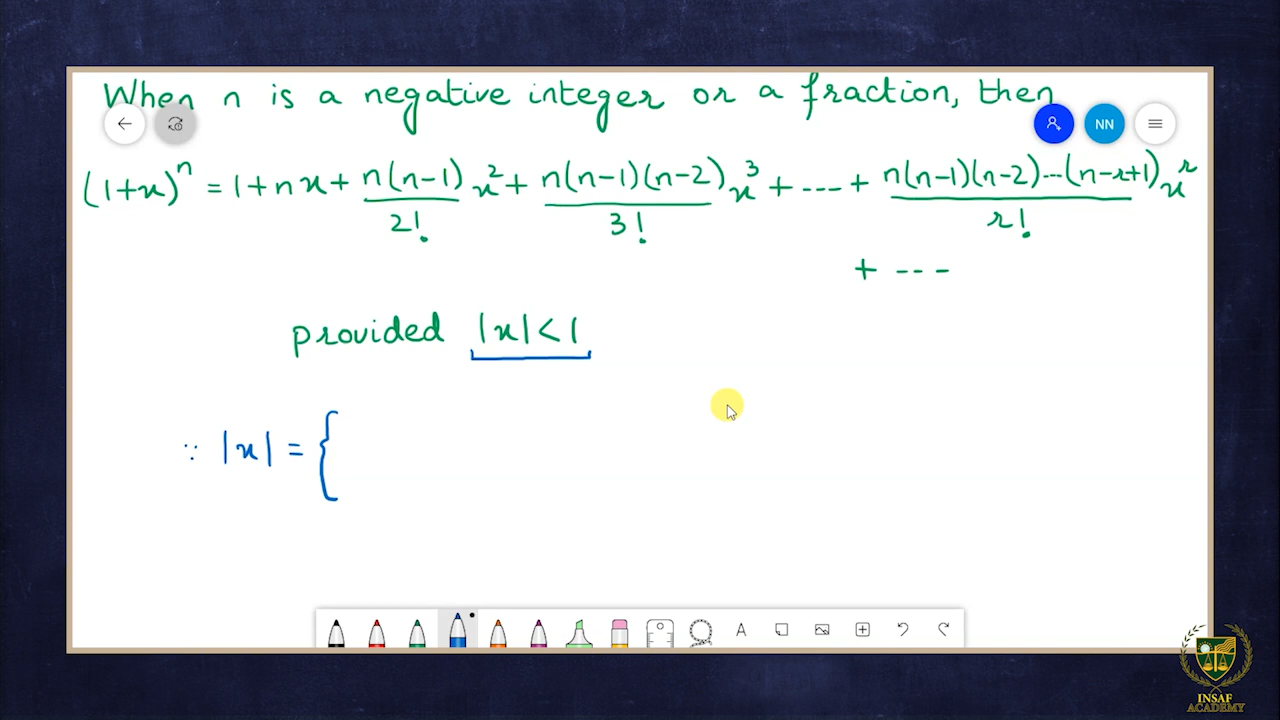 When n is a negative integer or a fraction, then
NN
(1+x)^n = 1 + nx + n(n-1)/2! x^2 + n(n-1)(n-2)/3! x^3 + --- + n(n-1)(n-2)---(n-r+1)/r! x^r
+ ---
provided |x| < 1
∵ |x| = {
A
INSAF
ACADEMY